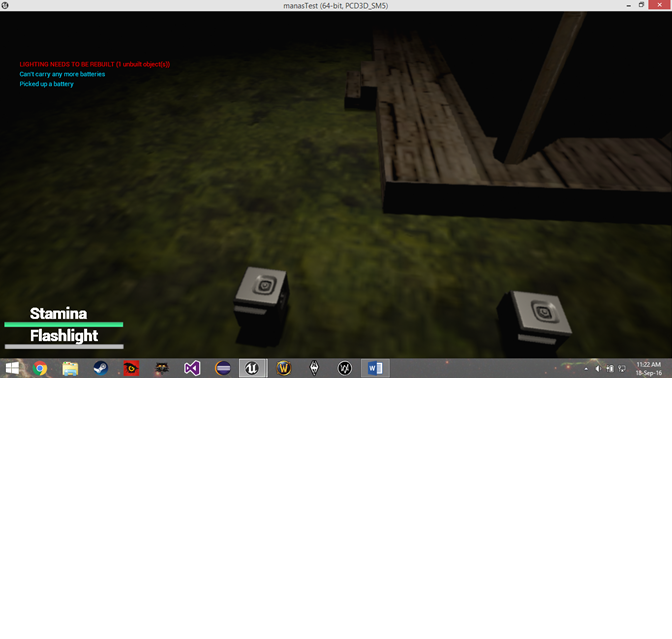 manasTest (64-bit, PCD3D_SM5)
LIGHTING NEEDS TO BE REBUILT (1 unbuilt object(s))
Can't carry any more batteries
Picked up a battery
Stamina
Flashlight
11:22 AM
18-Sep-16